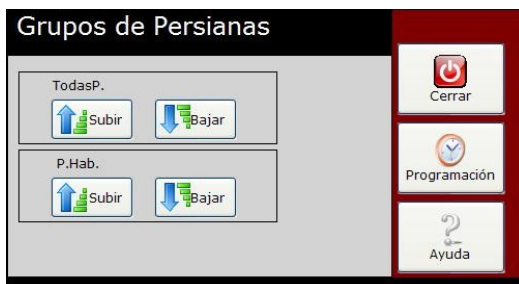 Grupos de Persianas
TodasP.
Subir
Bajar
P.Hab.
Subir
Bajar
Cerrar
Programación
Ayuda